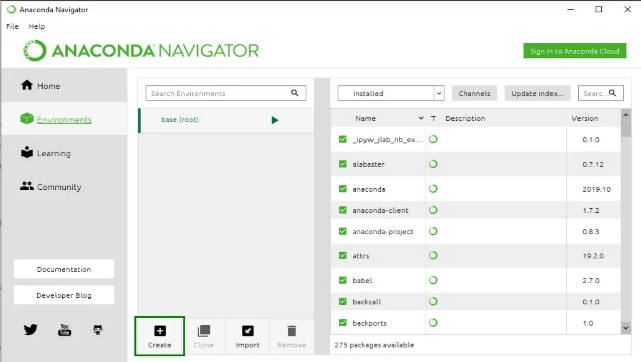 Anaconda Navigator
File Help
ANACONDA NAVIGATOR
Sign in to Anaconda Cloud
Home
Environments
Learning
Community
Documentation
Developer Blog
You Tube
Search Environments
base (root)
Create
Clone
Import
Remove
Installed
Channels
Update index...
Searc...
Name T Description Version
_ipyw_jlab_nb_ex... 0.1.0
alabaster 0.7.12
anaconda 2019.10
anaconda-client 1.7.2
anaconda-project 0.8.3
attrs 19.2.0
babel 2.7.0
backcall 0.1.0
backports 1.0
275 packages available